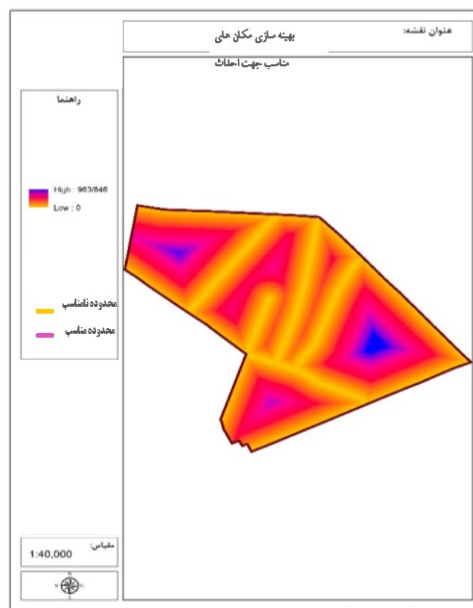 عنوان نقشه:
بهینه سازی مکان های
مناسب جهت احداث
راهنما
High : 963/846
Low : 0
محدوده نامناسب
محدوده مناسب
مقیاس:
1:40,000
N